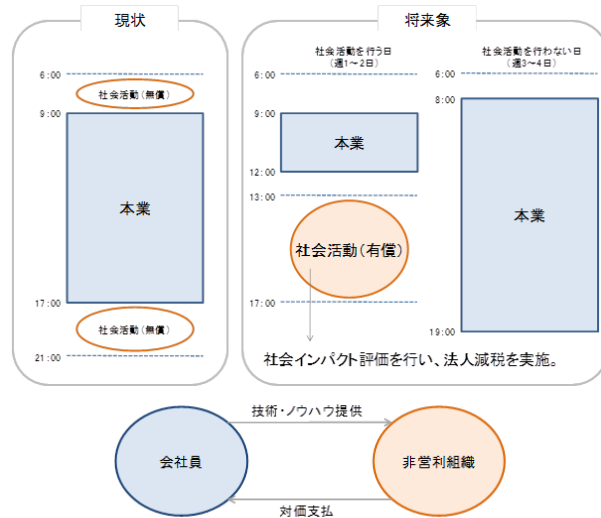 現状
6:00
社会活動（無償）
9:00
本業
17:00
社会活動（無償）
21:00
将来象
社会活動を行う日
（週1～2日）
6:00
9:00
本業
12:00
13:00
社会活動（有償）
17:00
社会インパクト評価を行い、法人減税を実施。
社会活動を行わない日
（週3～4日）
6:00
8:00
本業
19:00
技術・ノウハウ提供
会社員
非営利組織
対価支払